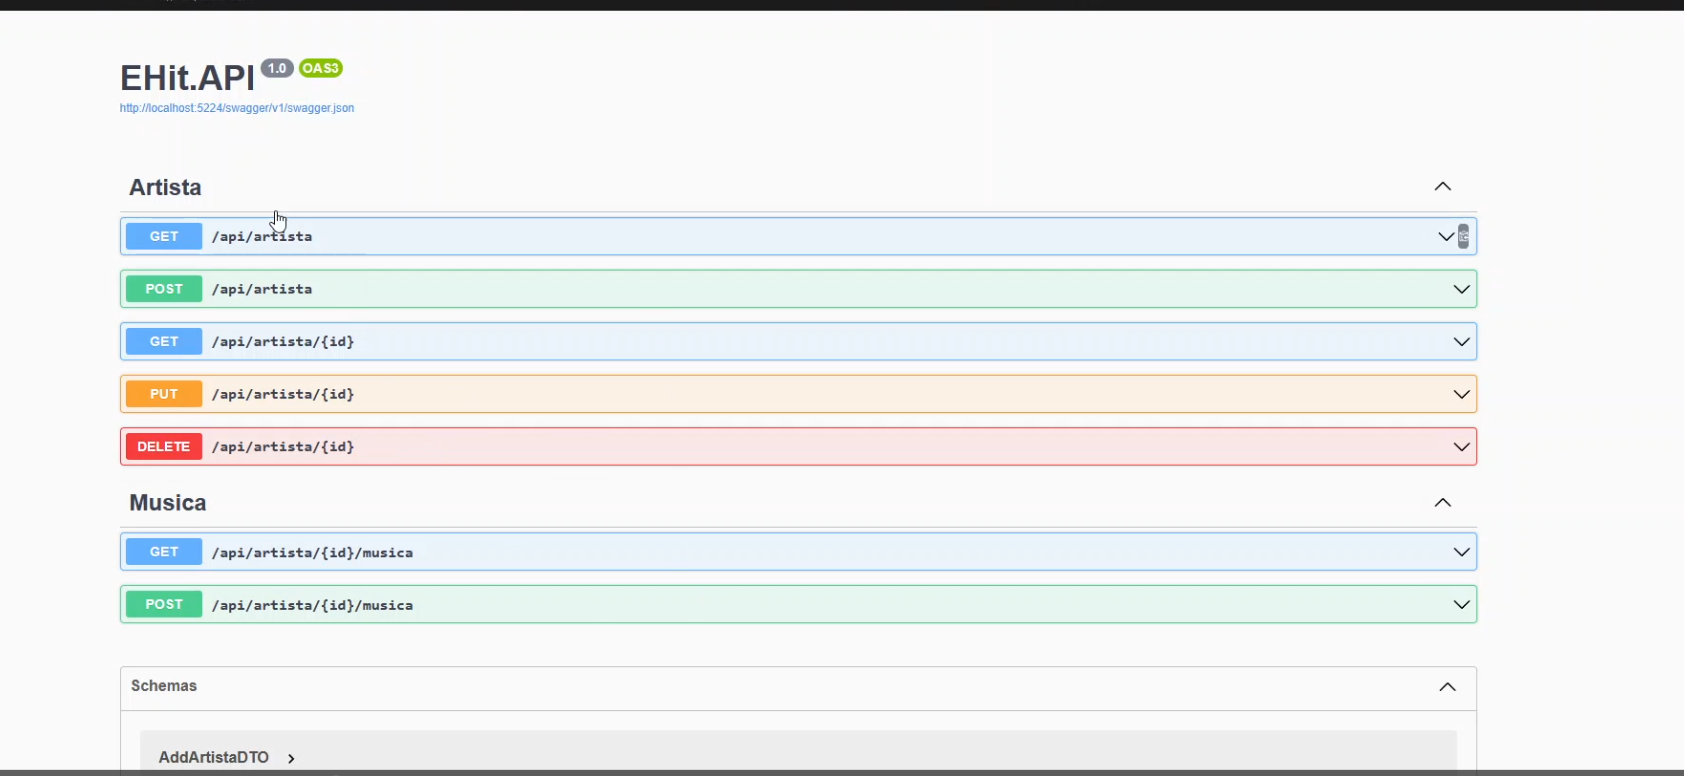 EHit.API 1.0 OAS3
http://localhost:5224/swagger/v1/swagger.json
Artista
GET /api/artista
POST /api/artista
GET /api/artista/{id}
PUT /api/artista/{id}
DELETE /api/artista/{id}
Musica
GET /api/artista/{id}/musica
POST /api/artista/{id}/musica
Schemas
AddArtistaDTO